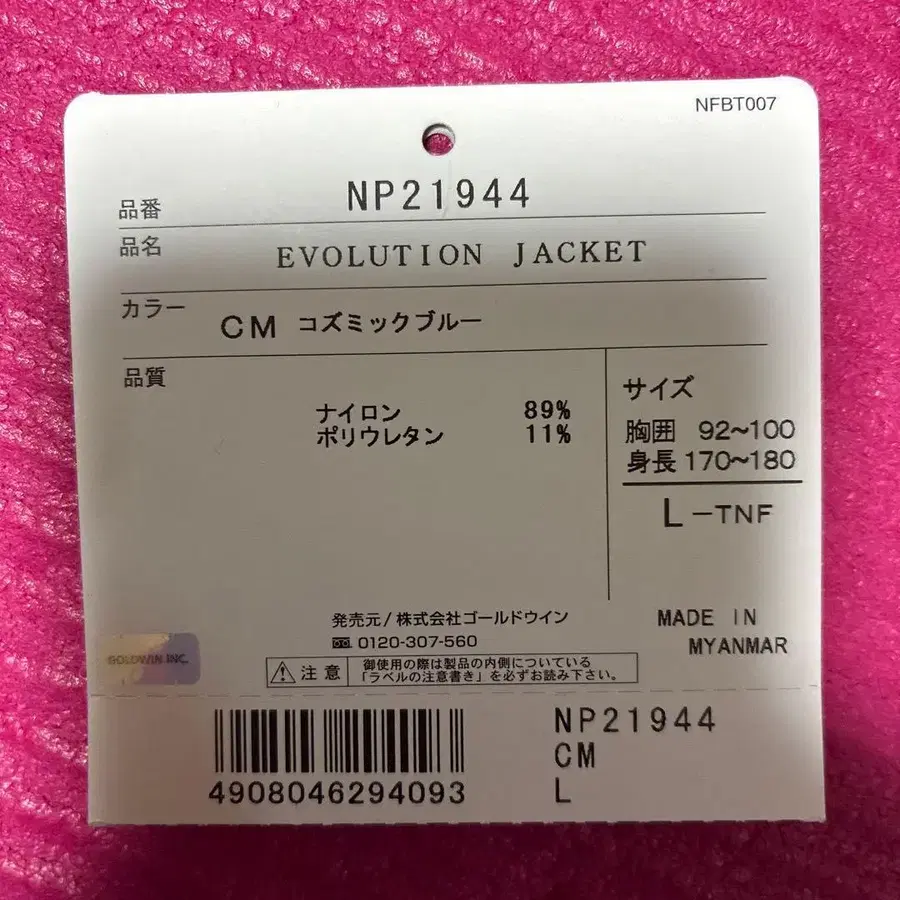 NFBT007
品番 NP21944
品名 EVOLUTION JACKET
カラー CM コズミックブルー
品質
ナイロン 89%
ポリウレタン 11%
サイズ
胸囲 92~100
身長 170~180
L-TNF
発売元/株式会社ゴールドウイン
0120-307-560
MADE IN
MYANMAR
GOLDWIN INC.
注意
御使用の際は製品の内側についている
「ラベルの注意書き」を必ずお読み下さい。
4908046294093
NP21944
CM
L